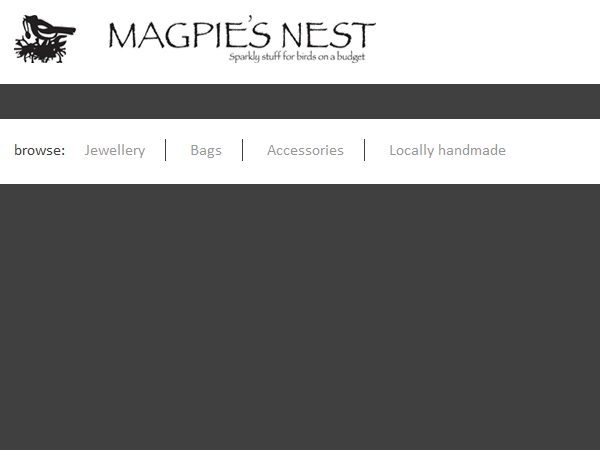 MAGPIE'S NEST
Sparkly stuff for birds on a budget
browse: Jewellery Bags Accessories Locally handmade